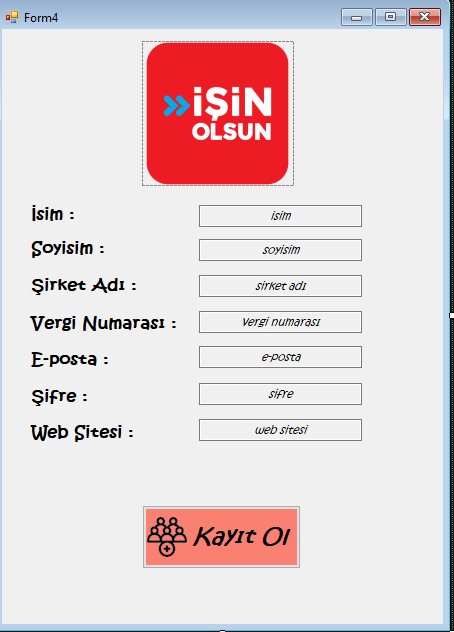 Form4
İŞİN
OLSUN
İsim : isim
Soyisim : soyisim
Şirket Adı : sirket adı
Vergi Numarası : Vergi numarası
E-posta : e-posta
Şifre : sifre
Web Sitesi : web sitesi
Kayıt Ol